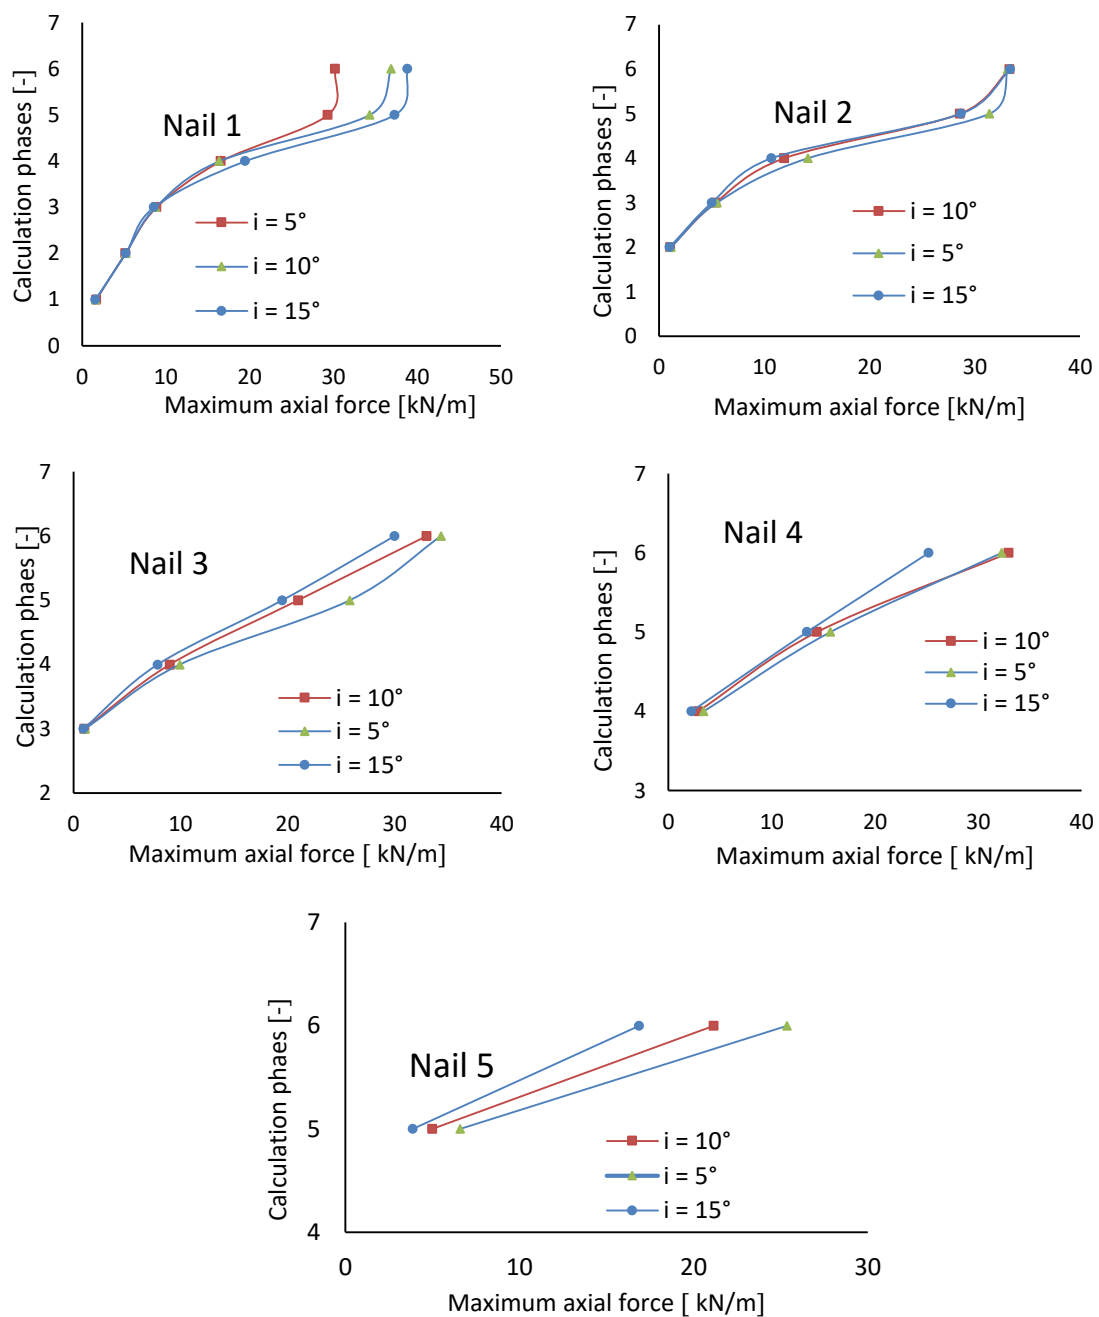 7
6
5
4
3
2
1
0
Calculation phases [-]
Nail 1
i = 5°
i = 10°
i = 15°
0 10 20 30 40 50
Maximum axial force [kN/m]
7
6
5
4
3
2
1
0
Calculation phases [-]
Nail 2
i = 10°
i = 5°
i = 15°
0 10 20 30 40
Maximum axial force [kN/m]
7
6
5
4
3
2
Calculation phaes [-]
Nail 3
i = 10°
i = 5°
i = 15°
0 10 20 30 40
Maximum axial force [ kN/m]
7
6
5
4
3
Calculation phaes [-]
Nail 4
i = 10°
i = 5°
i = 15°
0 10 20 30 40
Maximum axial force [ kN/m]
7
6
5
4
Calculation phaes [-]
Nail 5
i = 10°
i = 5°
i = 15°
0 10 20 30
Maximum axial force [ kN/m]